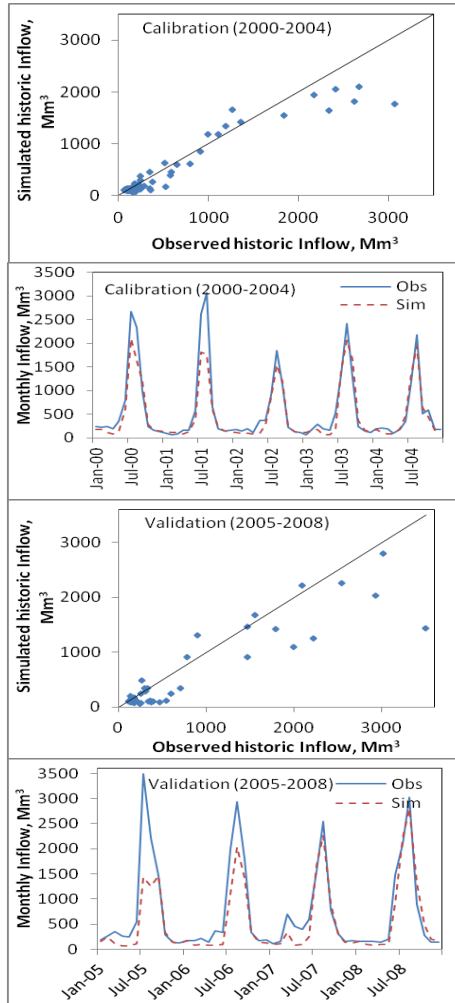 Calibration (2000-2004)
Simulated historic Inflow,
Mm³
3000
2000
1000
0
0
1000
2000
3000
Observed historic Inflow, Mm³
Calibration (2000-2004)
Obs
Sim
Monthly Inflow, Mm³
3500
3000
2500
2000
1500
1000
500
0
Jan-00
Jul-00
Jan-01
Jul-01
Jan-02
Jul-02
Jan-03
Jul-03
Jan-04
Jul-04
Validation (2005-2008)
Simulated historic Inflow,
Mm³
3000
2000
1000
0
0
1000
2000
3000
Observed historic Inflow, Mm³
Validation (2005-2008)
Obs
Sim
Monthly Inflow, Mm³
3500
3000
2500
2000
1500
1000
500
0
Jan-05
Jul-05
Jan-06
Jul-06
Jan-07
Jul-07
Jan-08
Jul-08